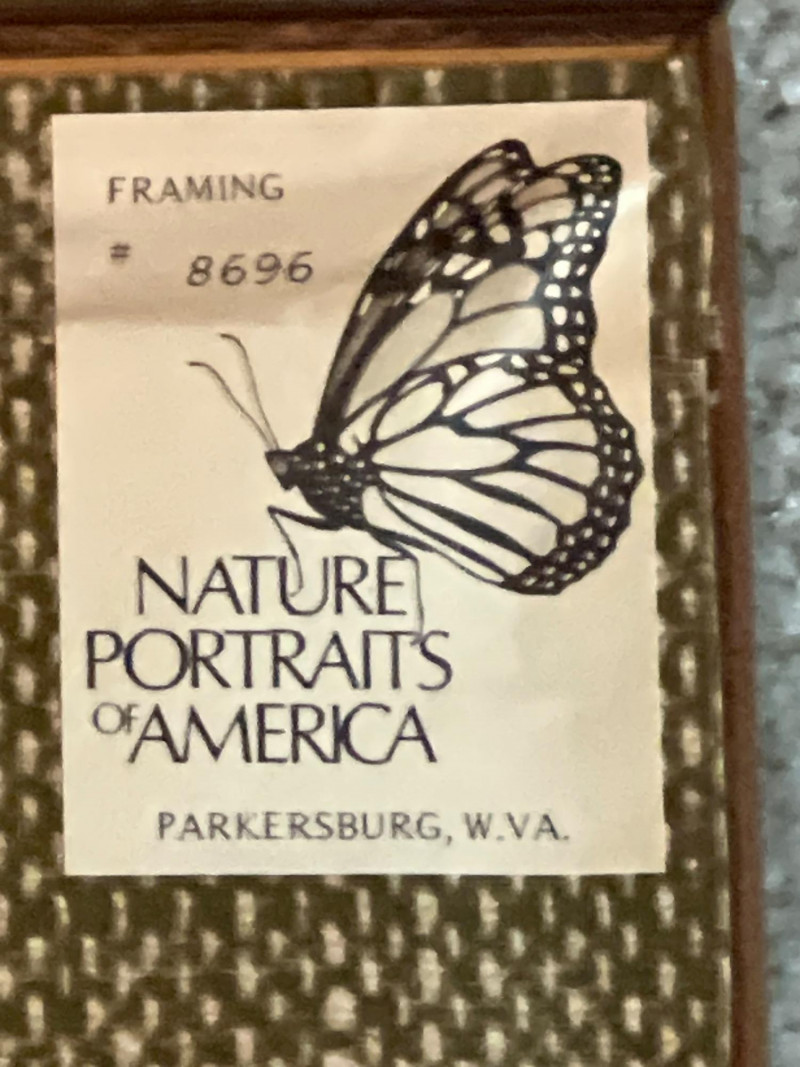 FRAMING
# 8696
NATURE
PORTRAITS
OF AMERICA
PARKERSBURG, W.VA.